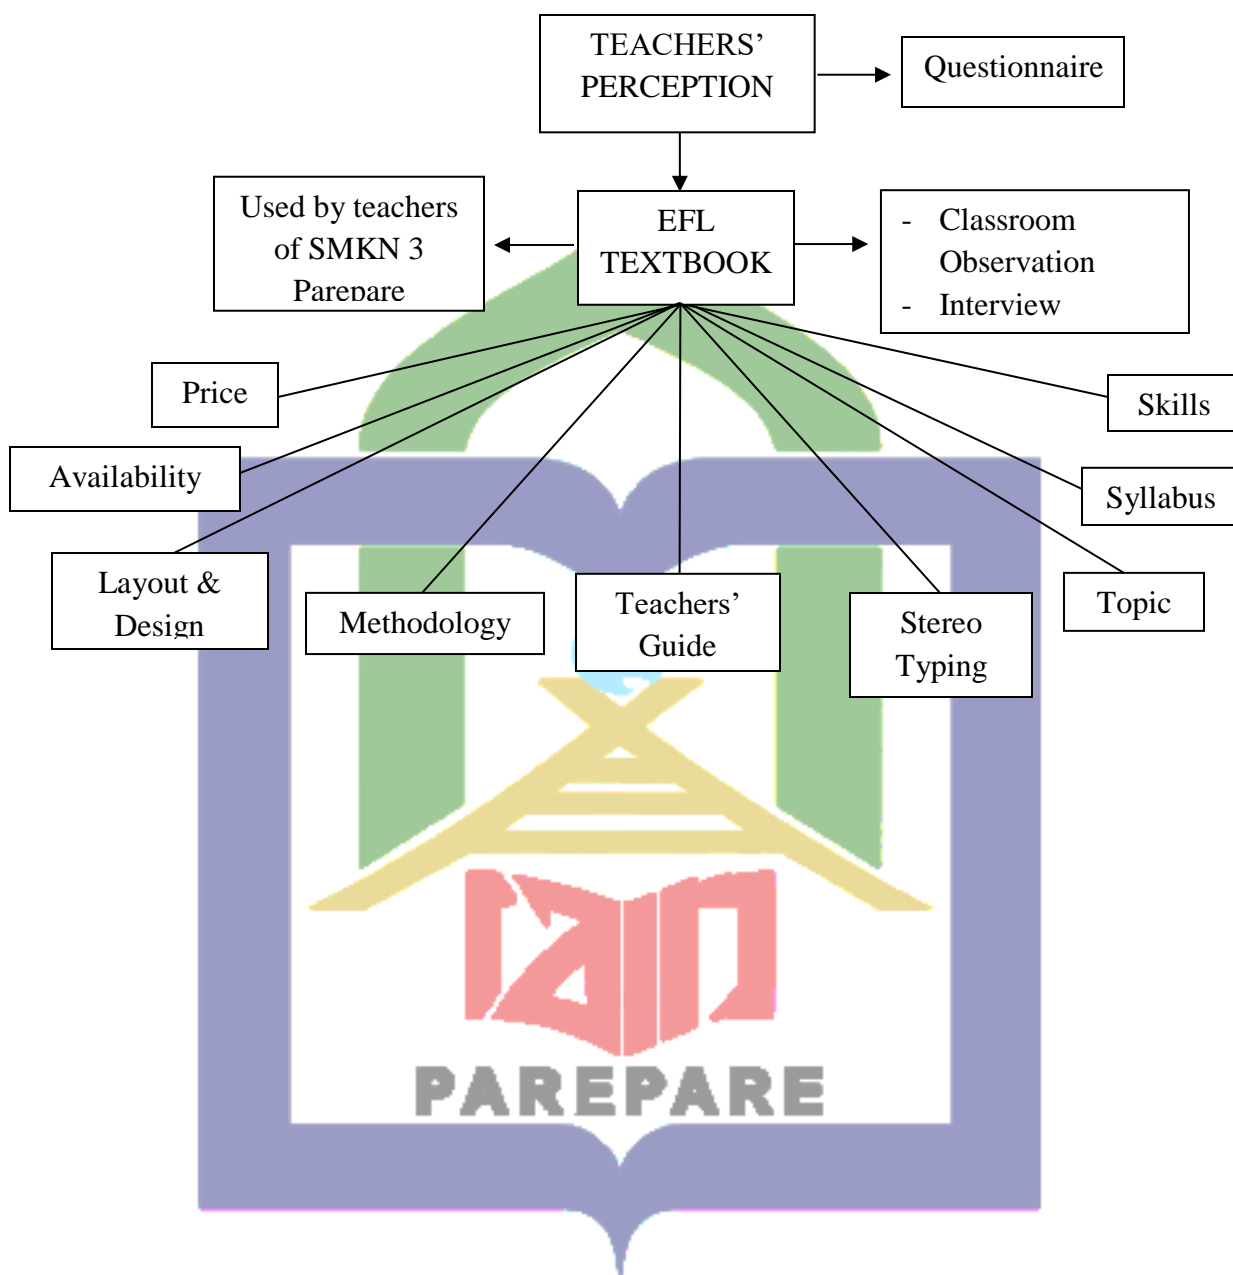 TEACHERS’
PERCEPTION
Questionnaire
Used by teachers
of SMKN 3
Parepare
EFL
TEXTBOOK
- Classroom
Observation
- Interview
Price
Skills
Availability
Syllabus
Layout &
Design
Methodology
Teachers’
Guide
Stereo
Typing
Topic
iain
PAREPARE